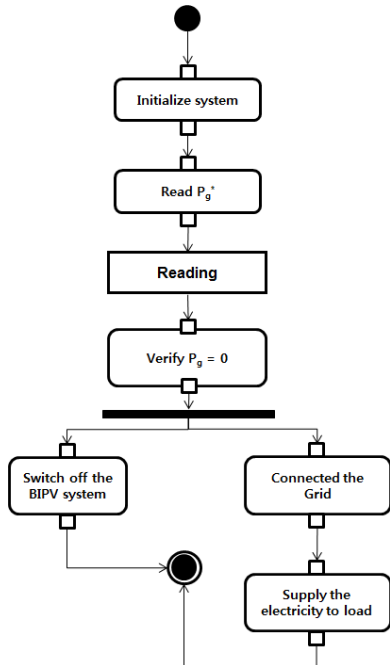 Initialize system
Read Pg*
Reading
Verify Pg = 0
Switch off the
BIPV system
Connected the
Grid
Supply the
electricity to load